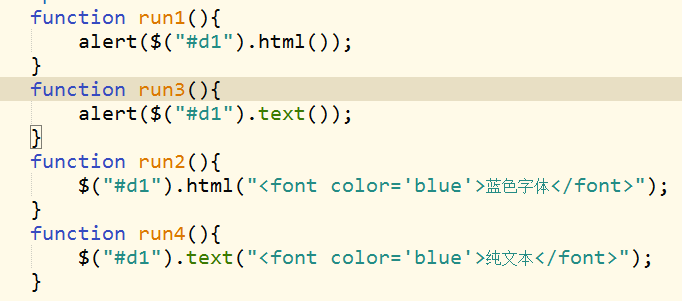 function run1(){
    alert($("#d1").html());
}
function run3(){
    alert($("#d1").text());
}
function run2(){
    $("#d1").html("<font color='blue'>蓝色字体</font>");
}
function run4(){
    $("#d1").text("<font color='blue'>纯文本</font>");
}